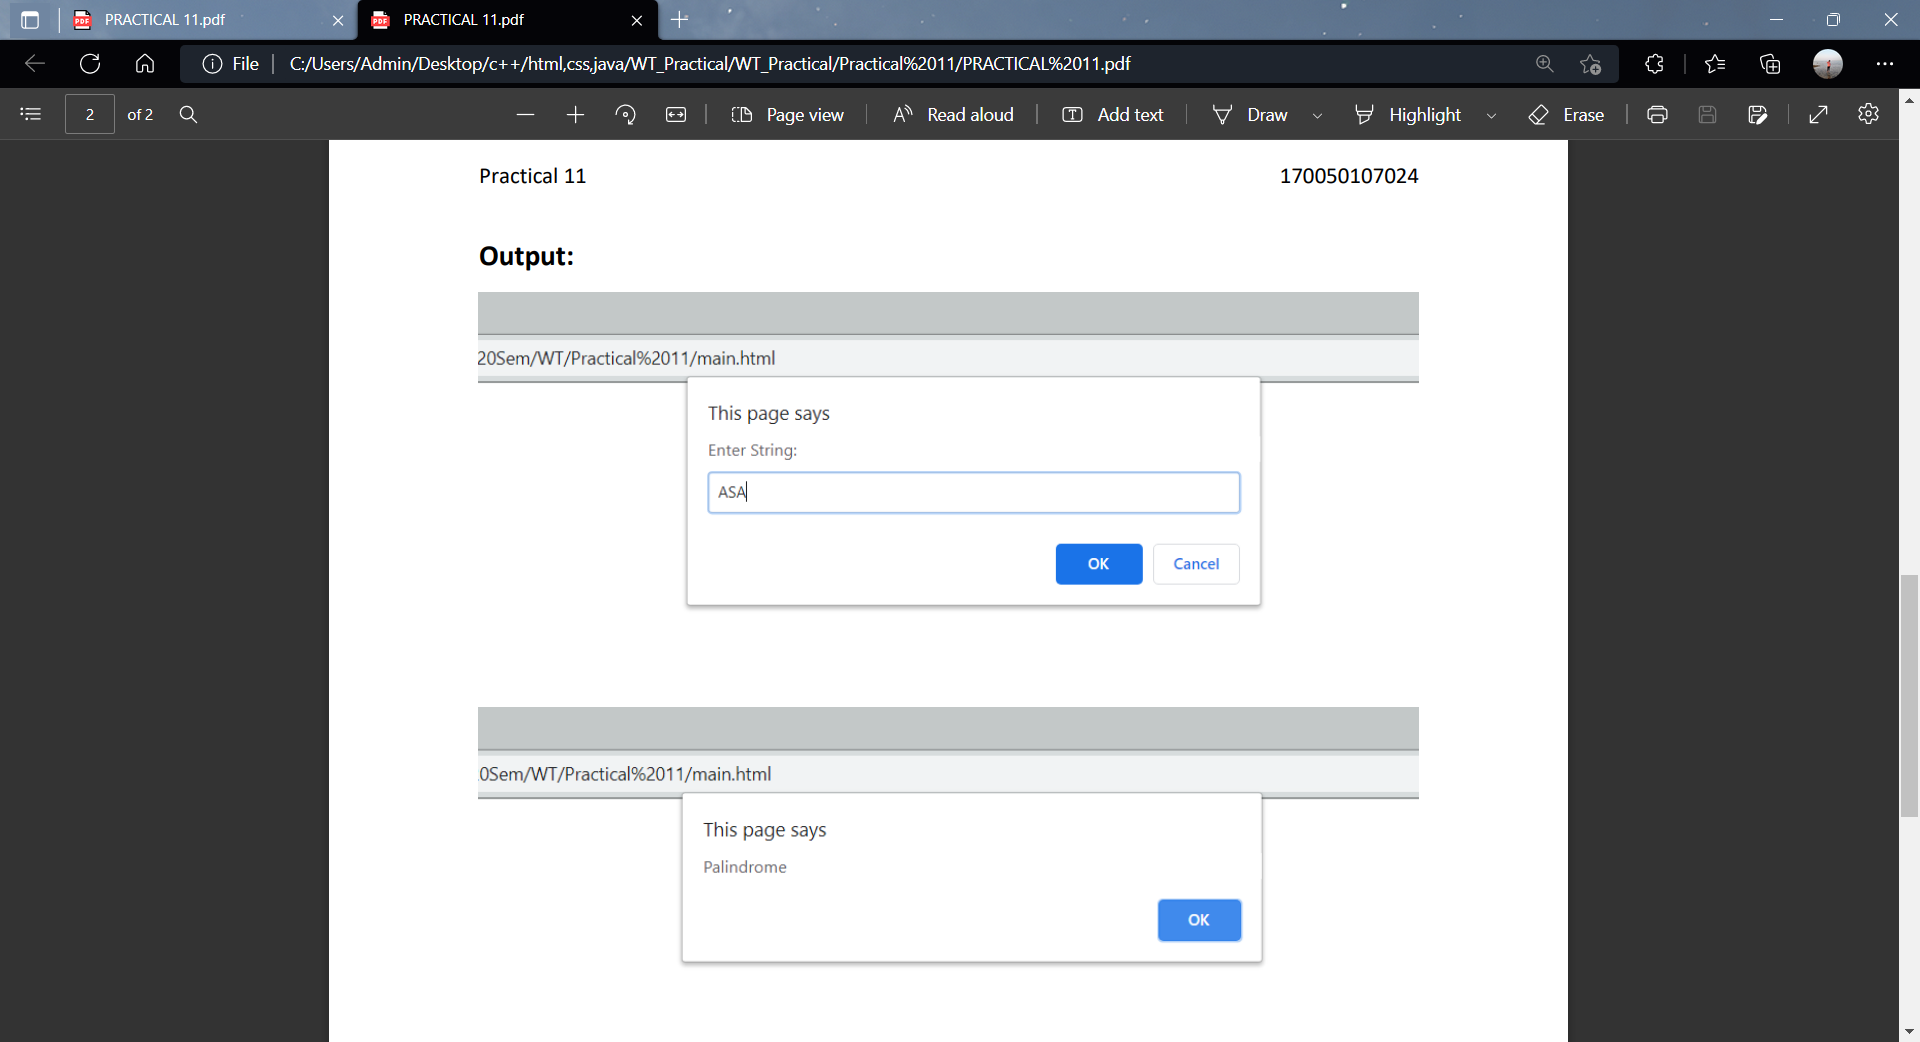 PRACTICAL 11.pdf
PRACTICAL 11.pdf
File
C:/Users/Admin/Desktop/c++/html,css,java/WT_Practical/WT_Practical/Practical%2011/PRACTICAL%2011.pdf
2 of 2
Page view
Read aloud
Add text
Draw
Highlight
Erase
Practical 11
170050107024
Output:
20Sem/WT/Practical%2011/main.html
This page says
Enter String:
ASA
OK
Cancel
0Sem/WT/Practical%2011/main.html
This page says
Palindrome
OK